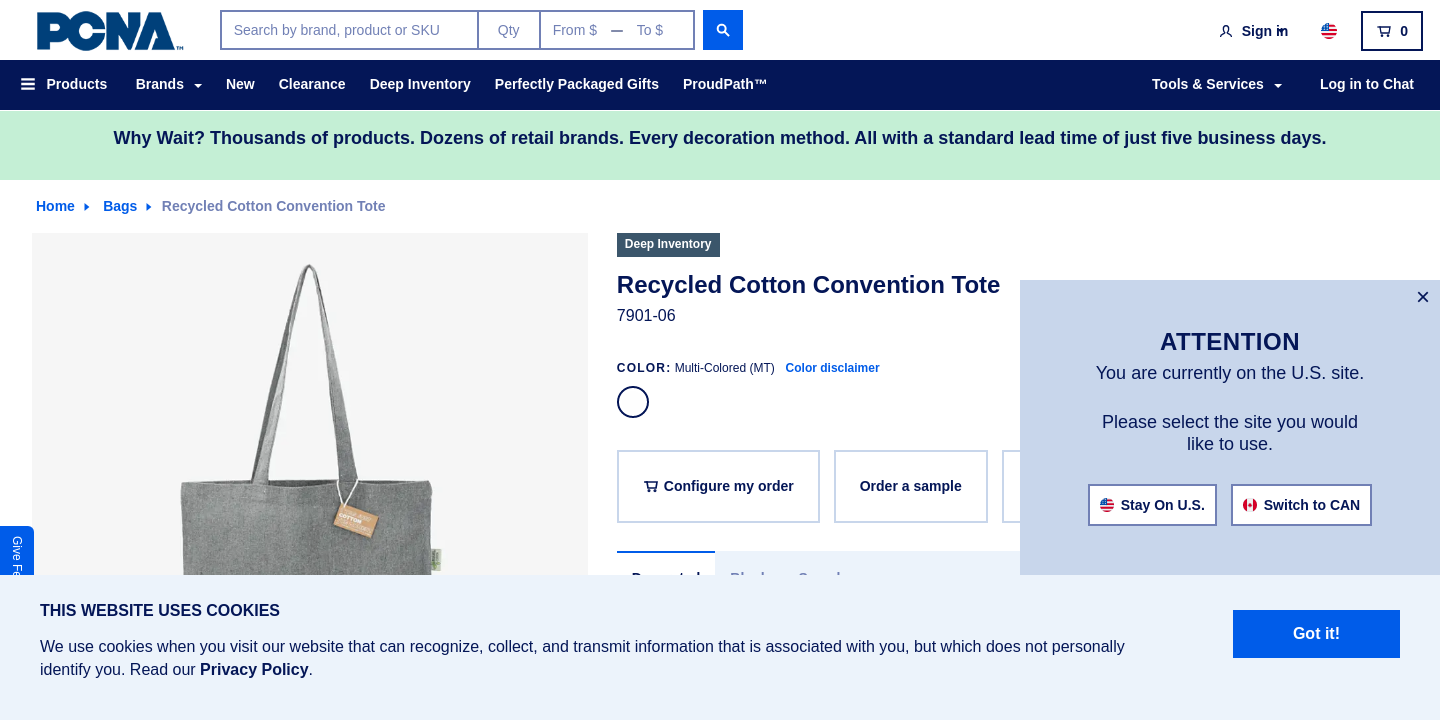 PCNA™
Search by brand, product or SKU
Qty
From $ — To $
Sign in
0
Products
Brands
New
Clearance
Deep Inventory
Perfectly Packaged Gifts
ProudPath™
Tools & Services
Log in to Chat
Why Wait? Thousands of products. Dozens of retail brands. Every decoration method. All with a standard lead time of just five business days.
Home
Bags
Recycled Cotton Convention Tote
Deep Inventory
Recycled Cotton Convention Tote
7901-06
COLOR: Multi-Colored (MT) Color disclaimer
Configure my order
Order a sample
×
ATTENTION
You are currently on the U.S. site.
Please select the site you would
like to use.
Stay On U.S.
Switch to CAN
COTTON
Give
THIS WEBSITE USES COOKIES
We use cookies when you visit our website that can recognize, collect, and transmit information that is associated with you, but which does not personally
identify you. Read our Privacy Policy.
Got it!